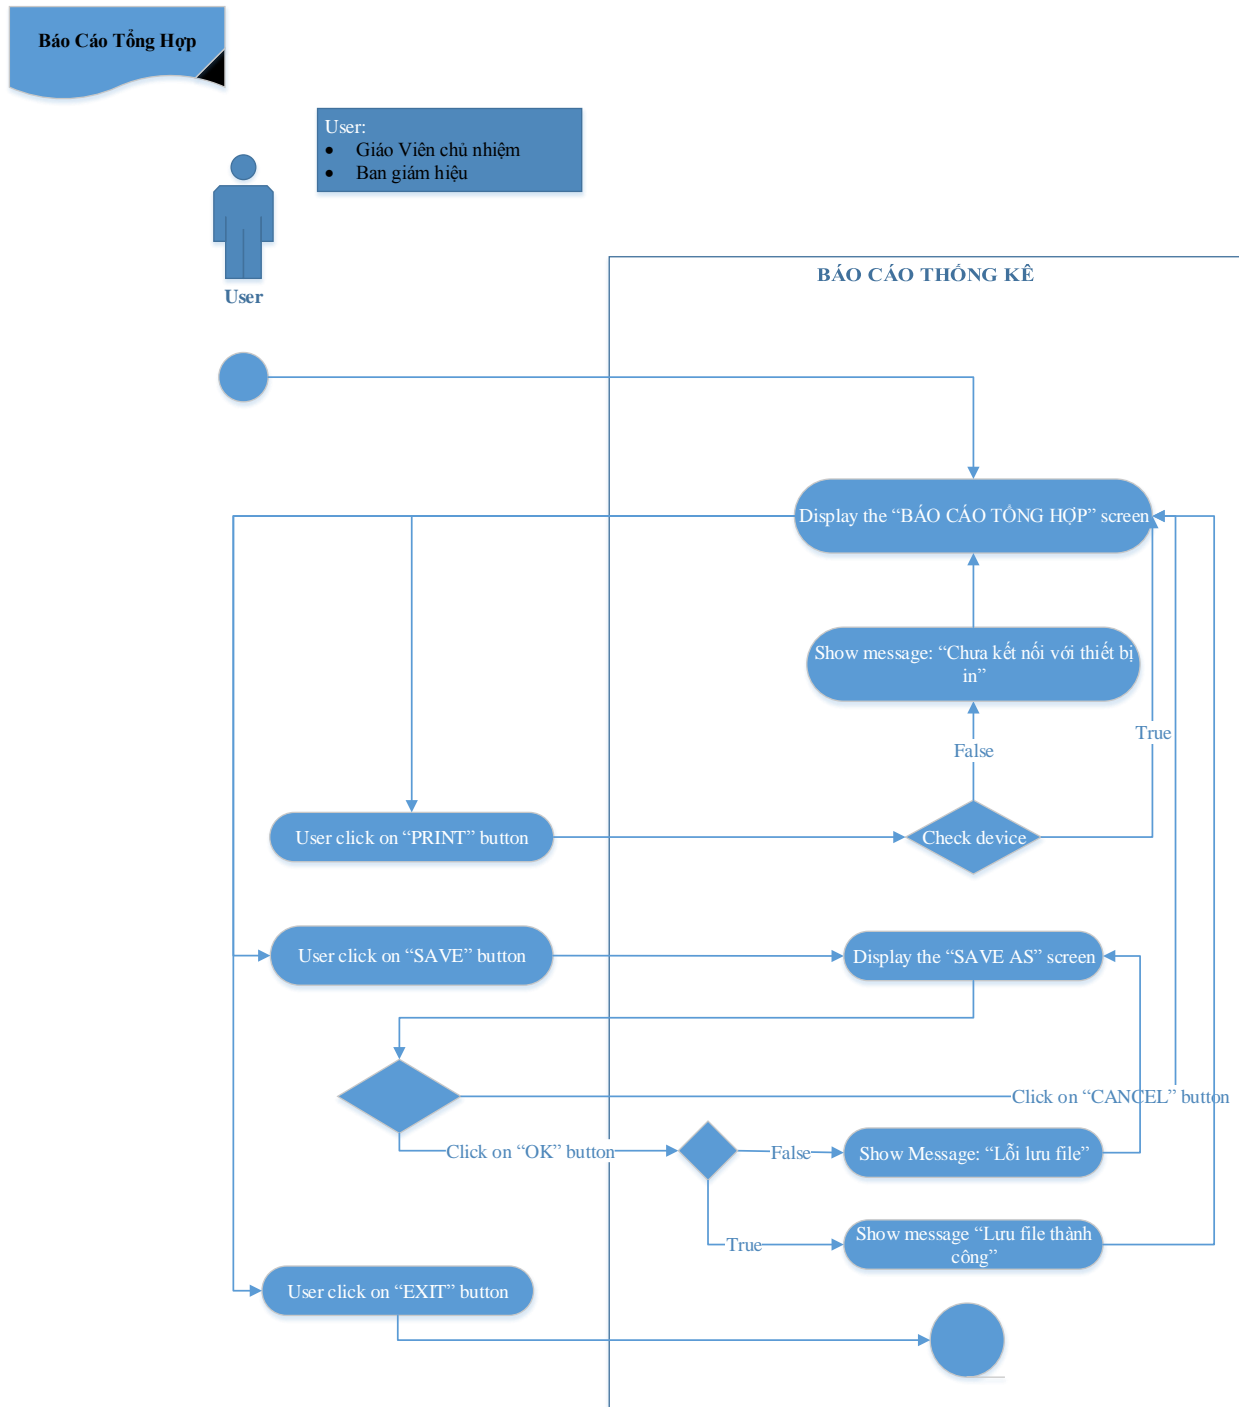 Báo Cáo Tổng Hợp
User:
• Giáo Viên chủ nhiệm
• Ban giám hiệu
User
BÁO CÁO THỐNG KÊ
Display the “BÁO CÁO TỔNG HỢP” screen
Show message: “Chưa kết nối với thiết bị
in”
True
False
User click on “PRINT” button
Check device
User click on “SAVE” button
Display the “SAVE AS” screen
Click on “CANCEL” button
Click on “OK” button
False
Show Message: “Lỗi lưu file”
True
Show message “Lưu file thành
công”
User click on “EXIT” button